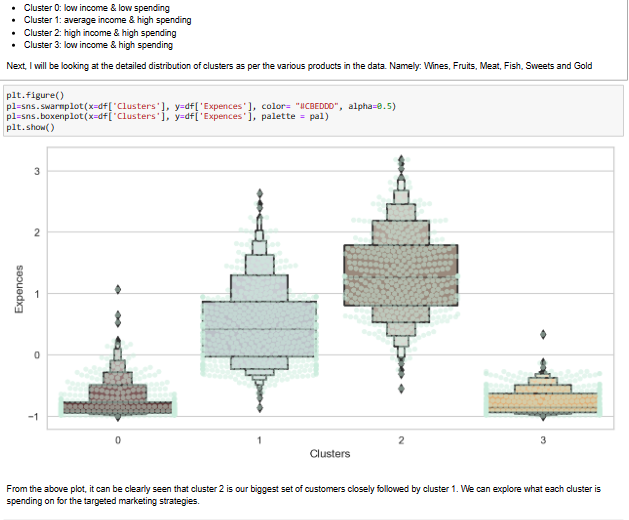 • Cluster 0: low income & low spending
• Cluster 1: average income & high spending
• Cluster 2: high income & high spending
• Cluster 3: low income & high spending
Next, I will be looking at the detailed distribution of clusters as per the various products in the data. Namely: Wines, Fruits, Meat, Fish, Sweets and Gold
plt.figure()
pl=sns.swarmplot(x=df['Clusters'], y=df['Expences'], color= "#CBEDDD", alpha=0.5)
pl=sns.boxenplot(x=df['Clusters'], y=df['Expences'], palette = pal)
plt.show()
3
2
1
0
−1
Expences
0 1 2 3
Clusters
From the above plot, it can be clearly seen that cluster 2 is our biggest set of customers closely followed by cluster 1. We can explore what each cluster is
spending on for the targeted marketing strategies.